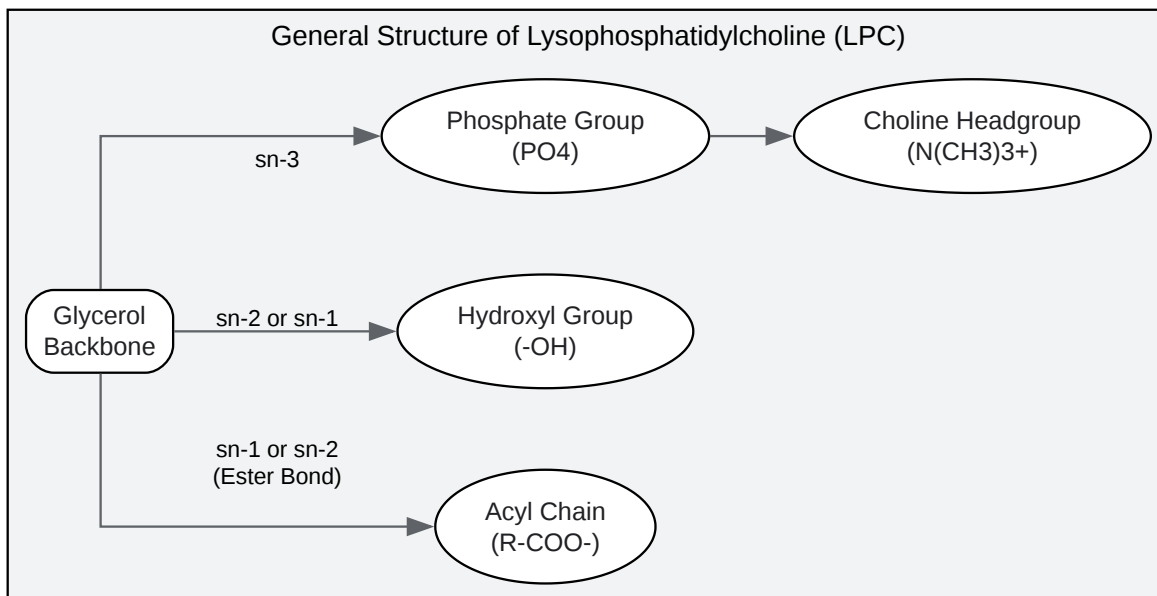 General Structure of Lysophosphatidylcholine (LPC)
Phosphate Group
(PO4)
Choline Headgroup
(N(CH3)3+)
sn-3
Glycerol
Backbone
sn-2 or sn-1
Hydroxyl Group
(-OH)
sn-1 or sn-2
(Ester Bond)
Acyl Chain
(R-COO-)